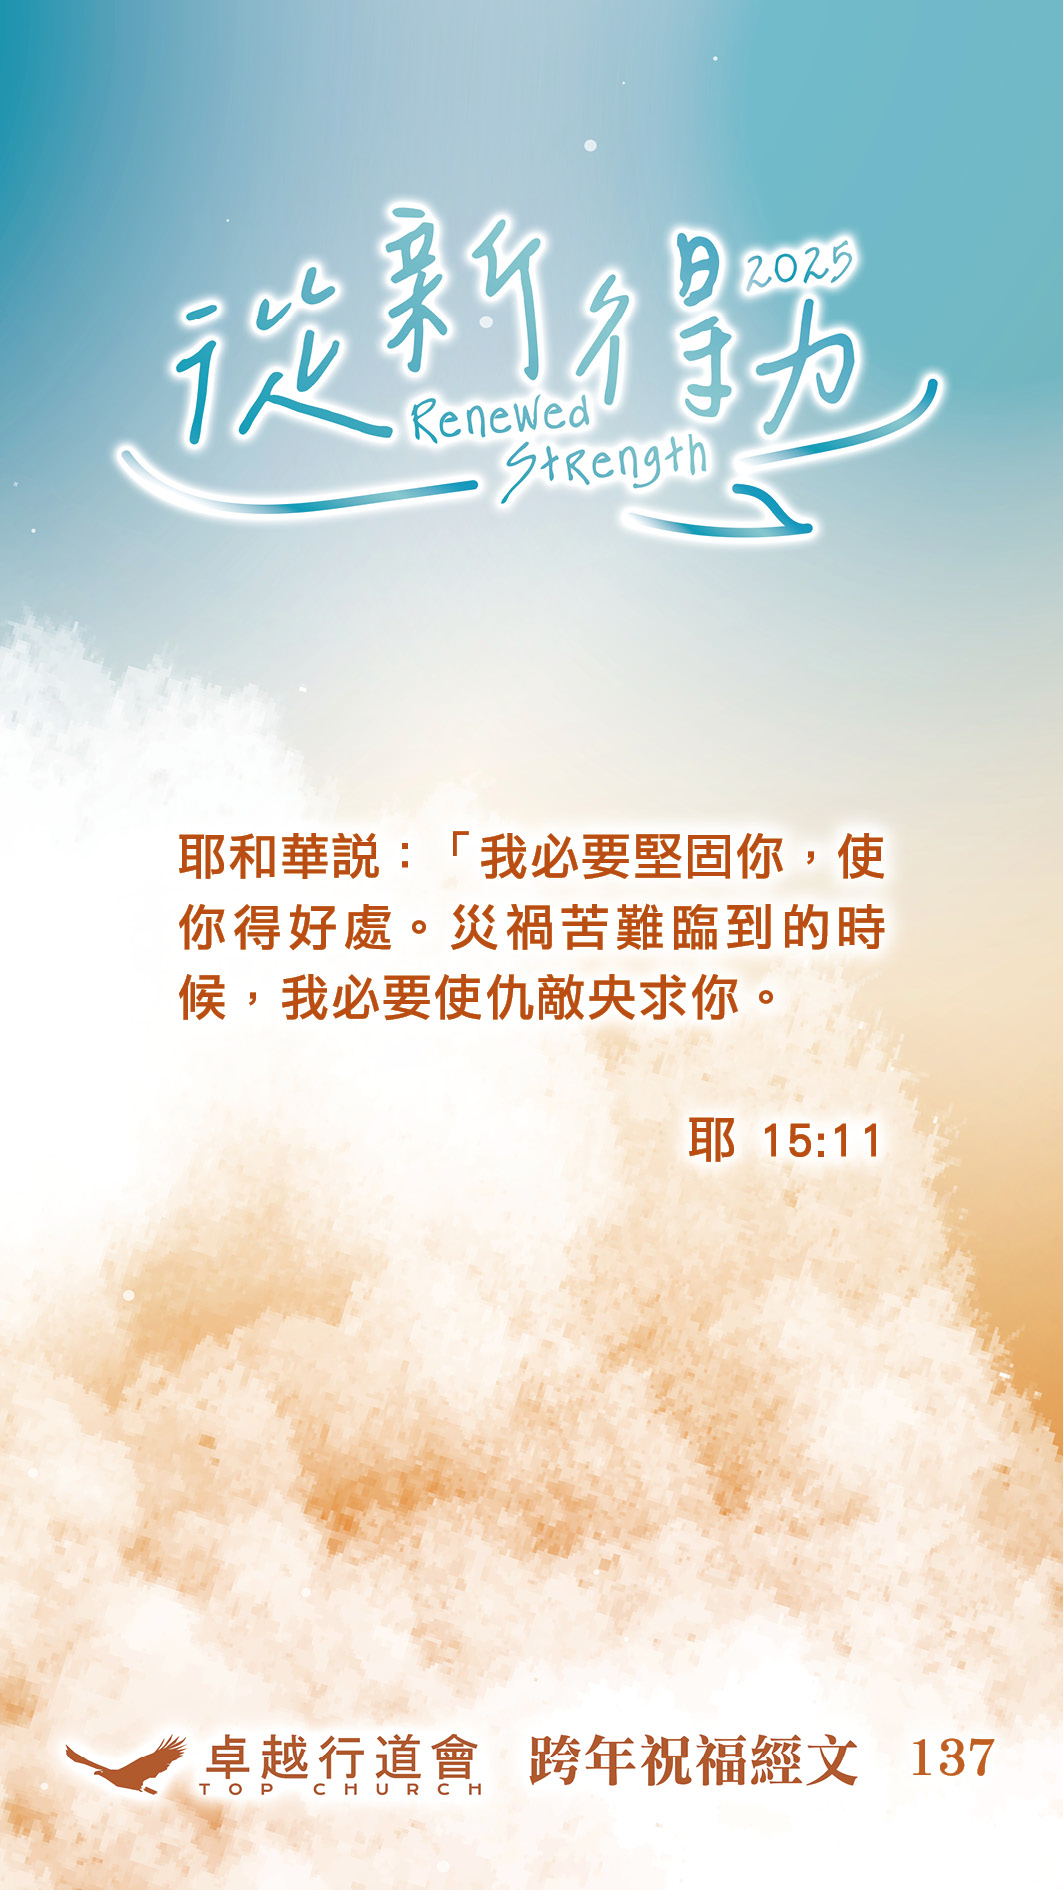 從新得力 2025
Renewed
Strength
耶和華説：「我必要堅固你，使
你得好處。災禍苦難臨到的時
候，我必要使仇敵央求你。
耶 15:11
卓越行道會 跨年祝福經文 137
TOP CHURCH